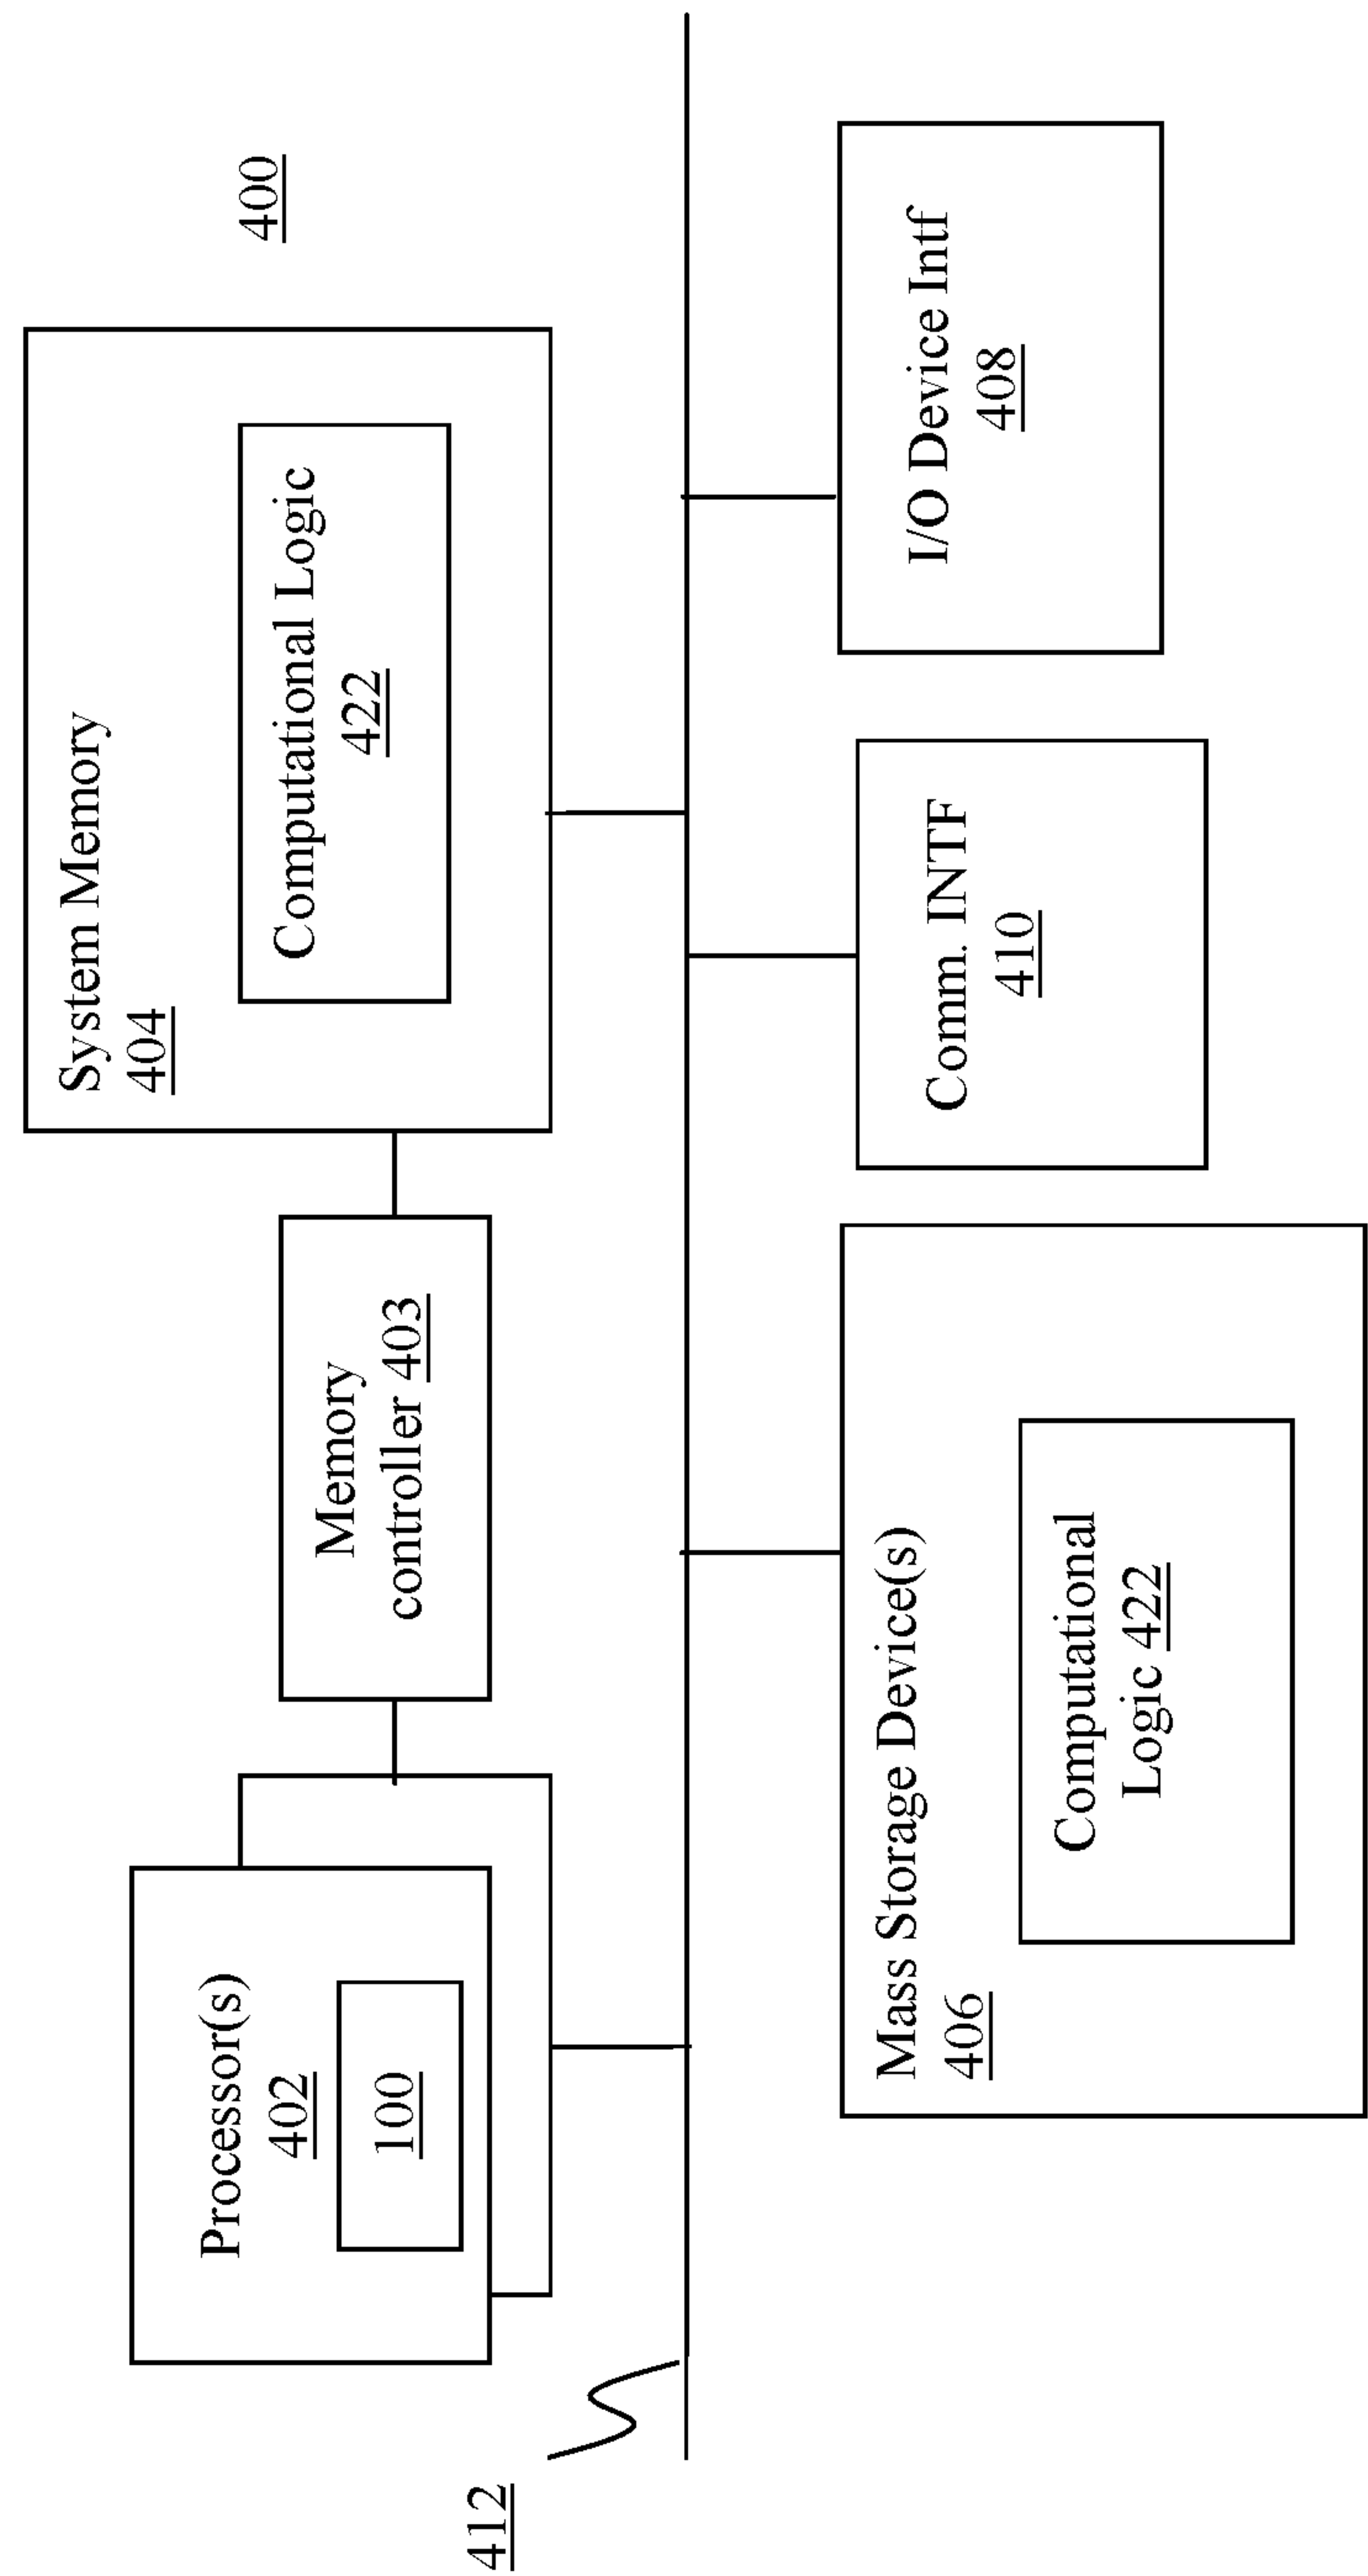 400
System Memory
404
Computational Logic
422
Memory
controller 403
Processor(s)
402
100
412
Mass Storage Device(s)
406
Computational
Logic 422
Comm. INTF
410
I/O Device Intf
408